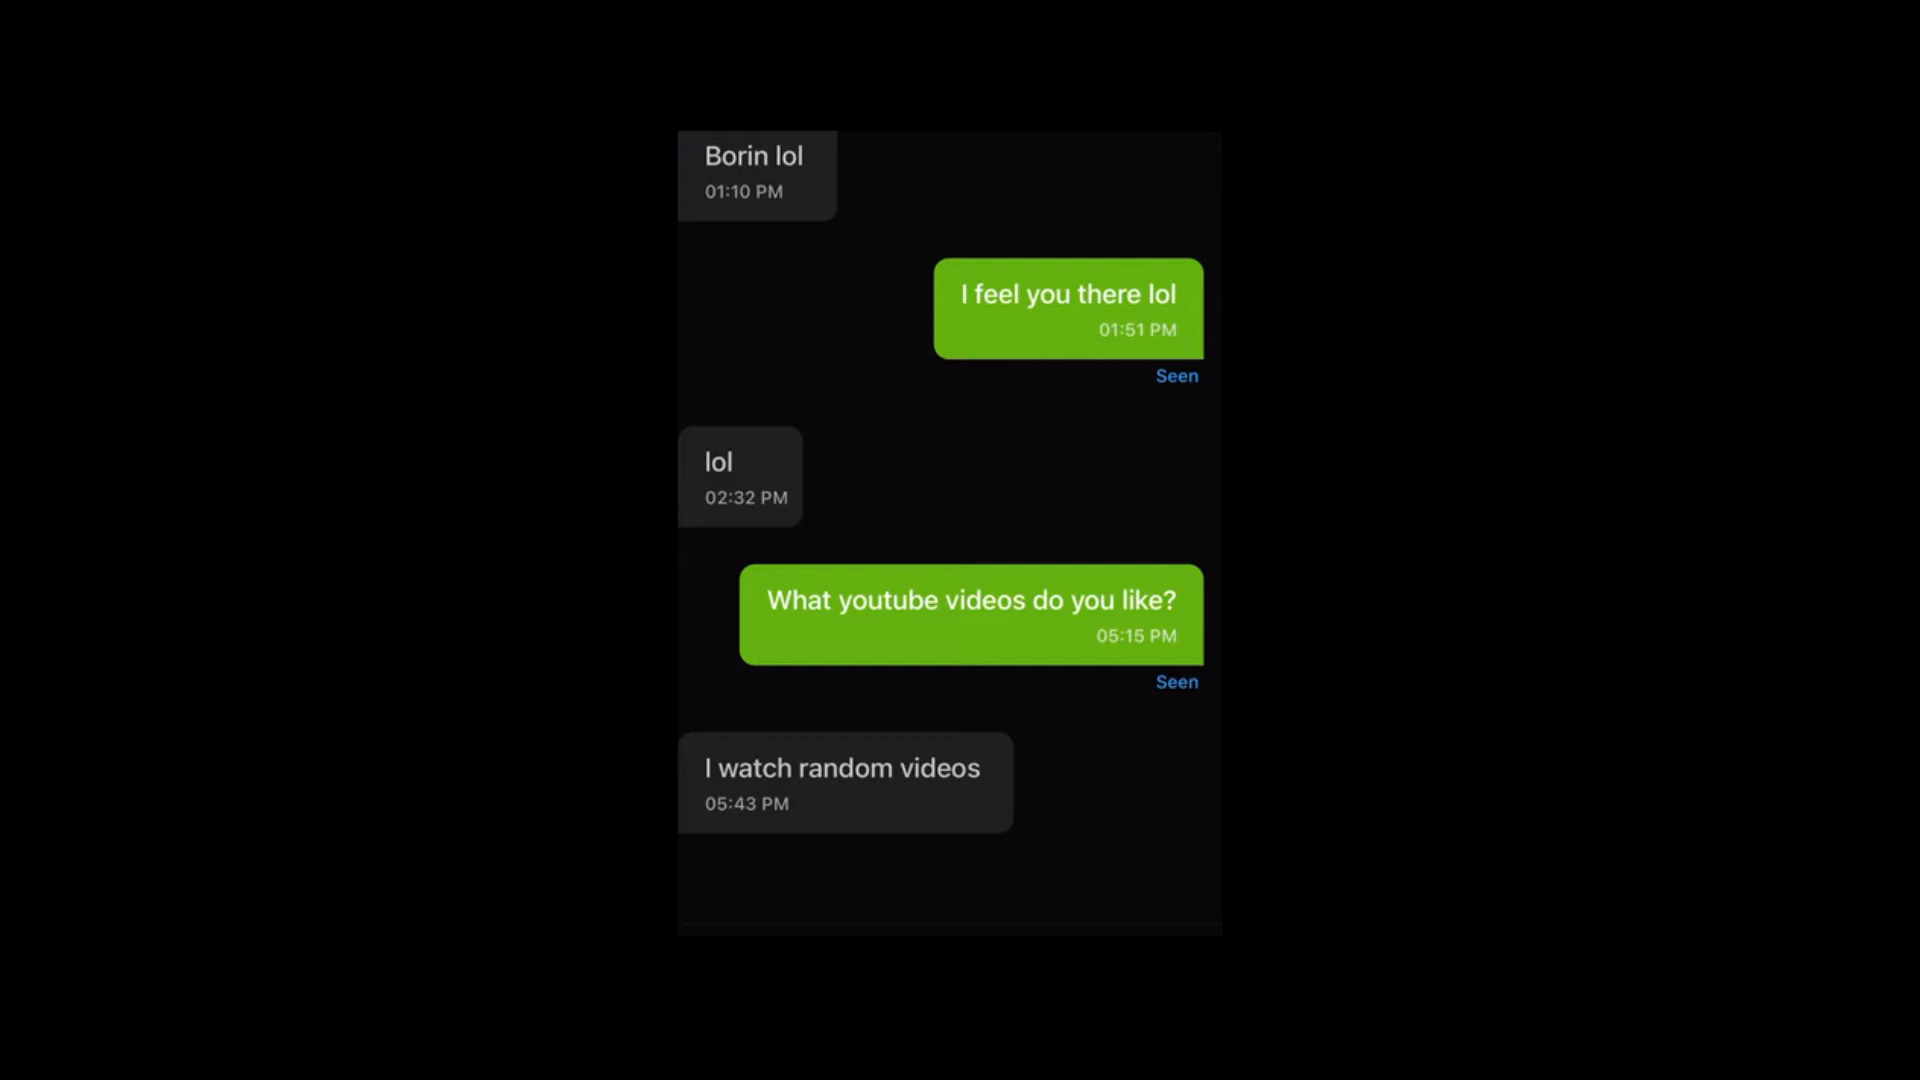 Borin lol
01:10 PM
I feel you there lol
01:51 PM
Seen
lol
02:32 PM
What youtube videos do you like?
05:15 PM
Seen
I watch random videos
05:43 PM